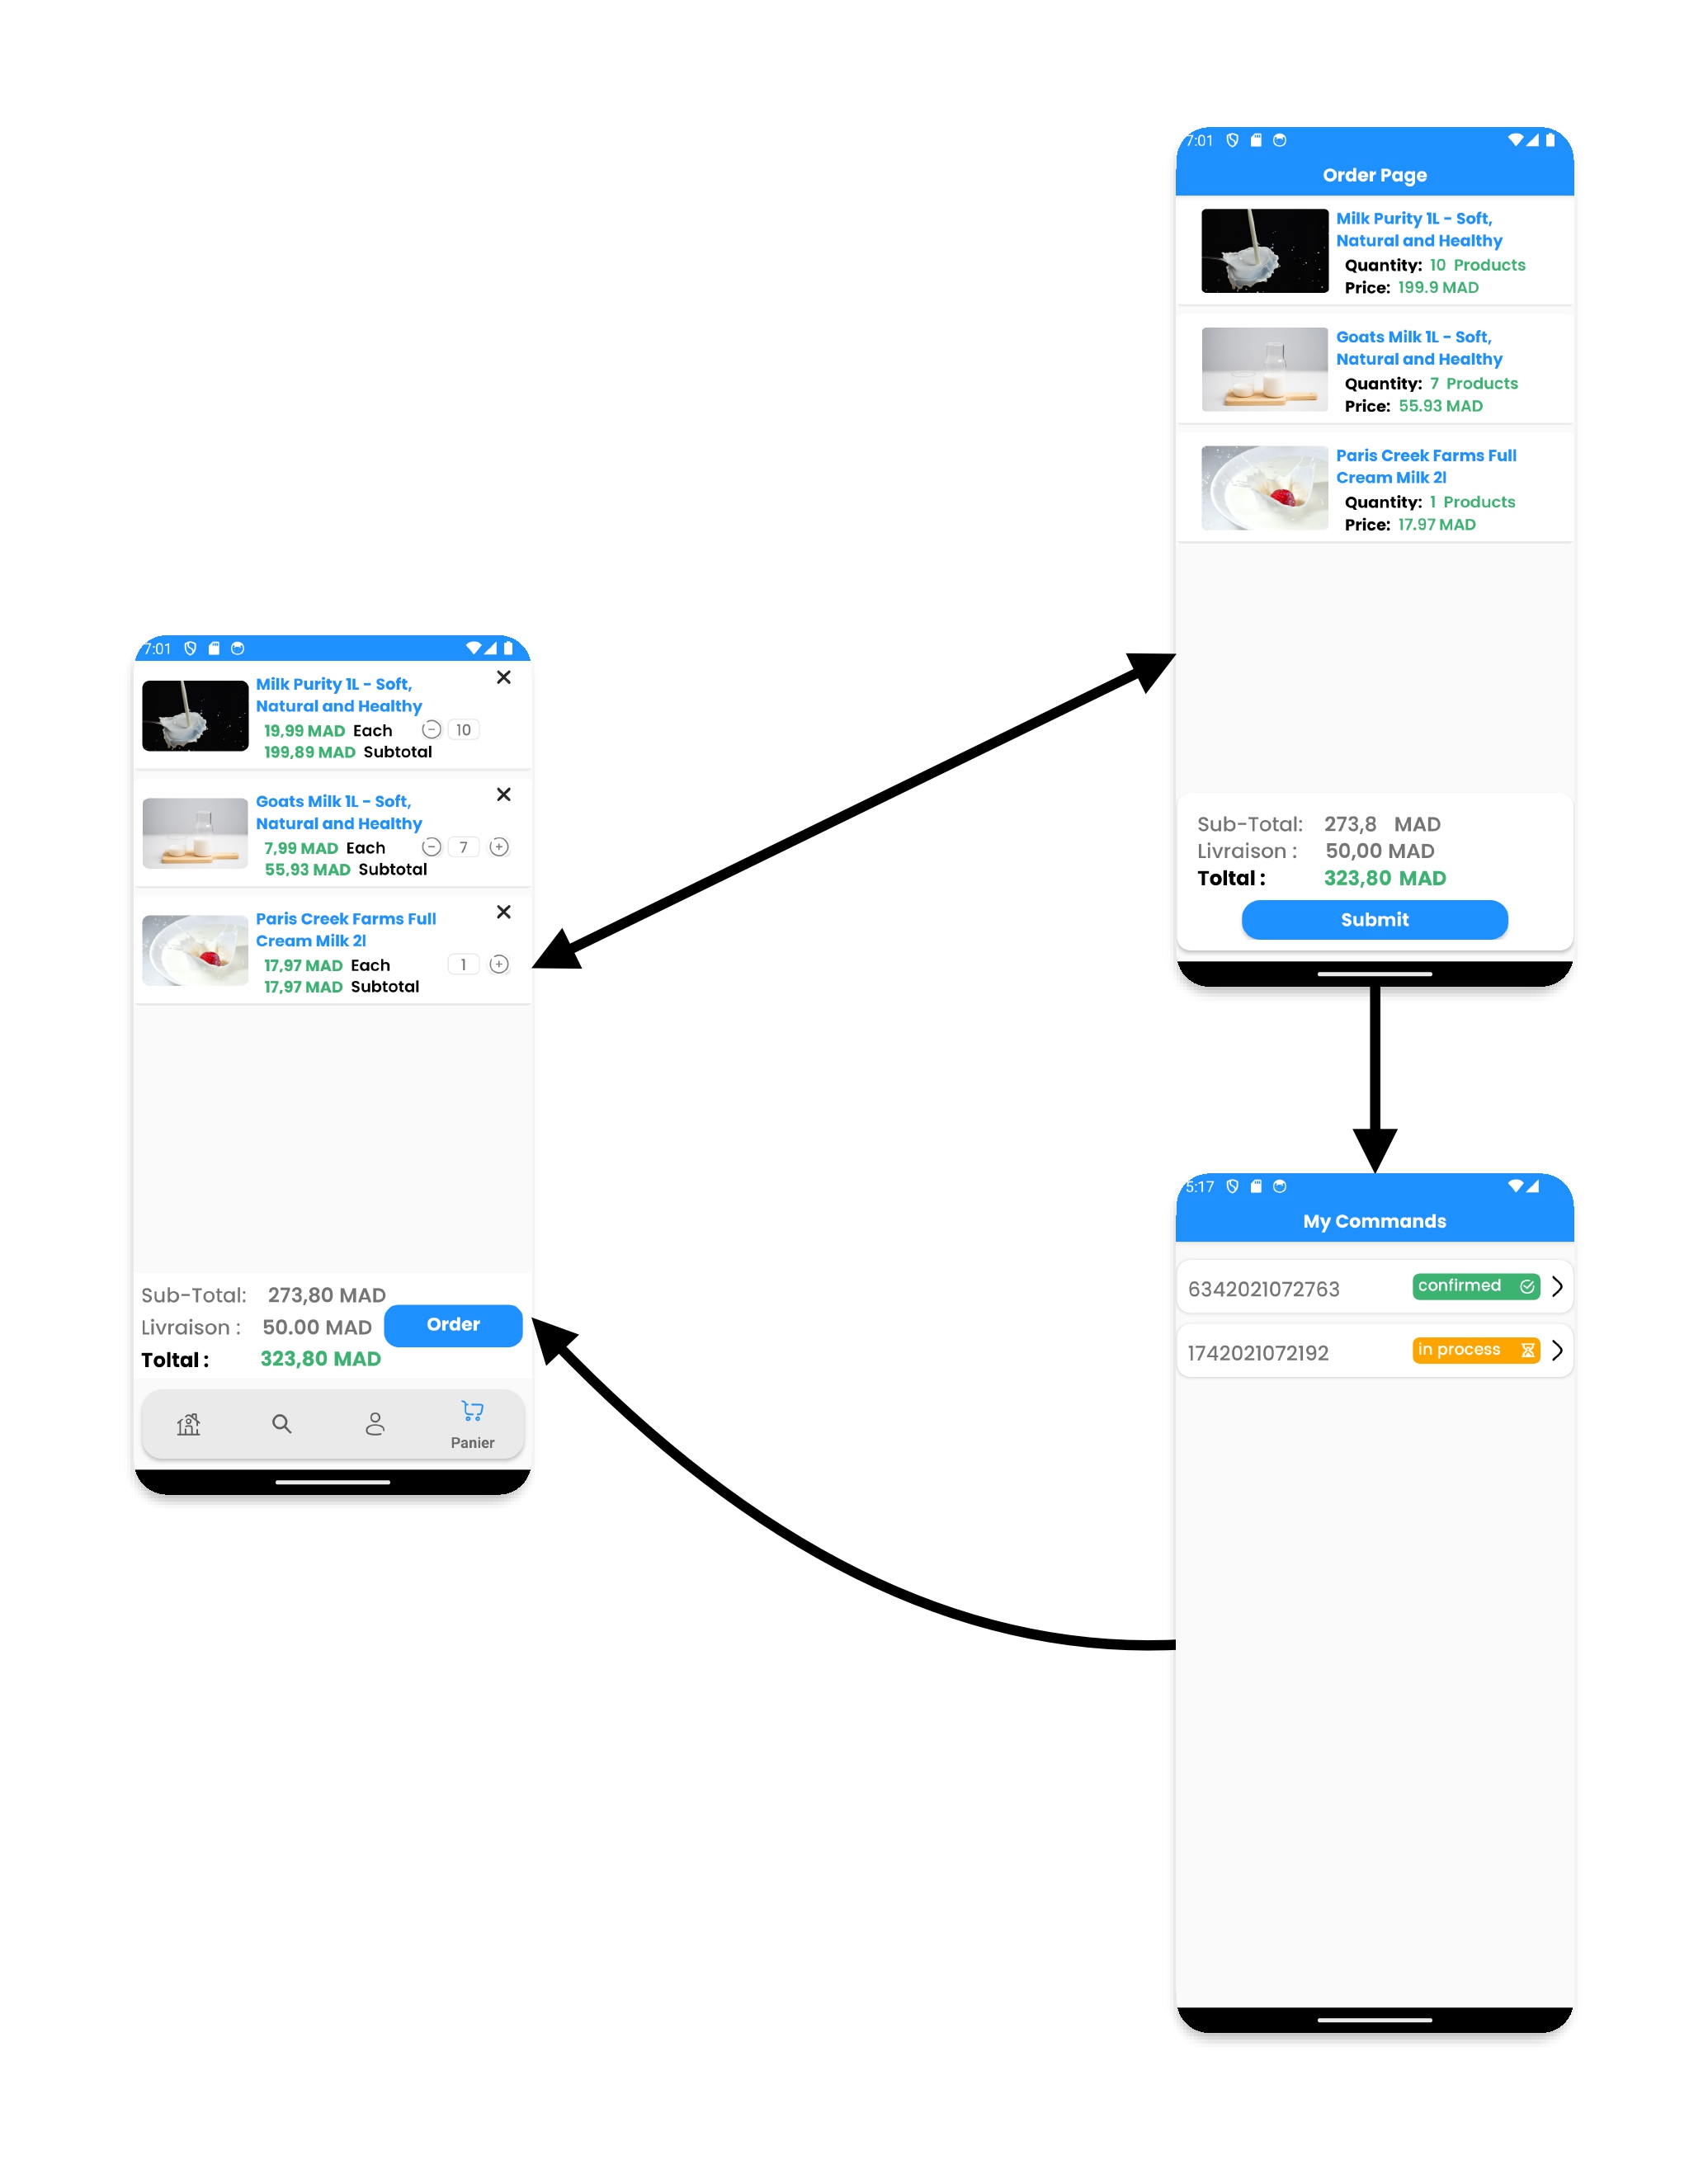 7:01
Milk Purity 1L - Soft,
Natural and Healthy
19,99 MAD Each
10
199,89 MAD Subtotal
Goats Milk 1L - Soft,
Natural and Healthy
7,99 MAD Each
7
55,93 MAD Subtotal
Paris Creek Farms Full
Cream Milk 2l
17,97 MAD Each
1
17,97 MAD Subtotal
Sub-Total: 273,80 MAD
Livraison : 50.00 MAD
Order
Toltal : 323,80 MAD
Panier
7:01
Order Page
Milk Purity 1L - Soft,
Natural and Healthy
Quantity: 10 Products
Price: 199.9 MAD
Goats Milk 1L - Soft,
Natural and Healthy
Quantity: 7 Products
Price: 55.93 MAD
Paris Creek Farms Full
Cream Milk 2l
Quantity: 1 Products
Price: 17.97 MAD
Sub-Total: 273,8 MAD
Livraison : 50,00 MAD
Toltal : 323,80 MAD
Submit
5:17
My Commands
6342021072763 confirmed
1742021072192 in process